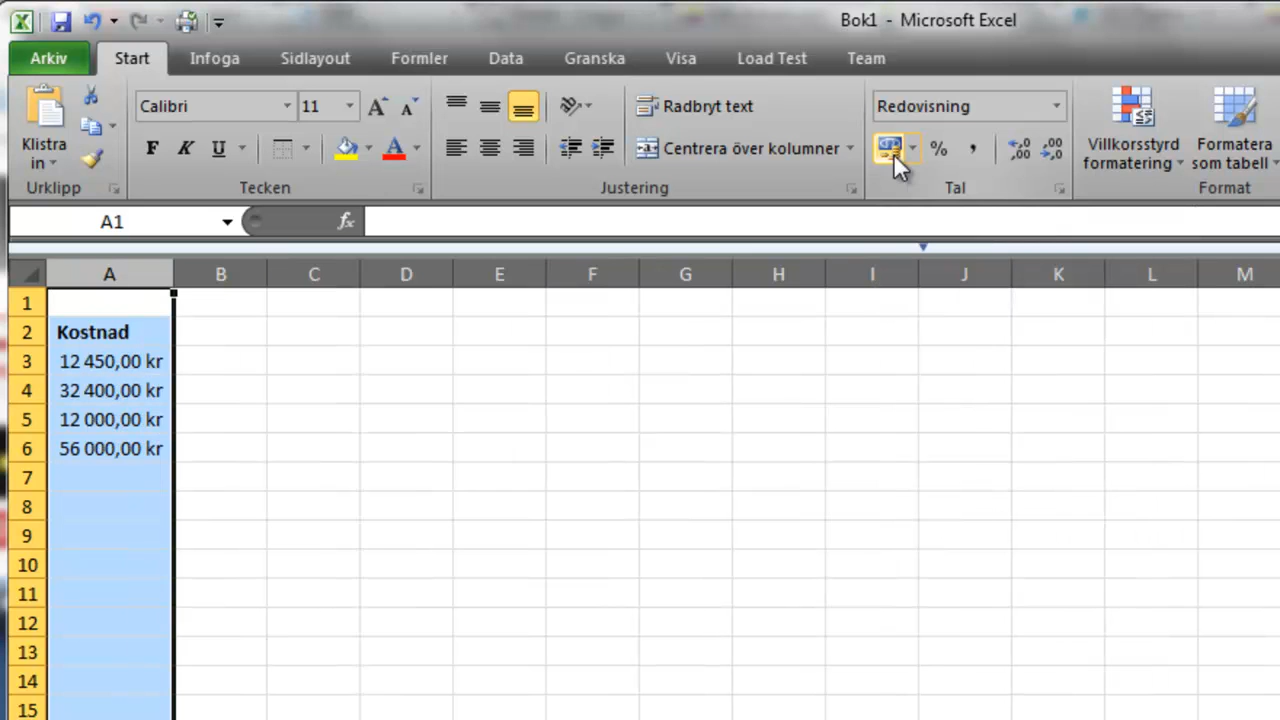 Bok1 - Microsoft Excel
Arkiv Start Infoga Sidlayout Formler Data Granska Visa Load Test Team
Calibri 11 Radbryt text Redovisning
Klistra in F K U A Centrera över kolumner % , ,00 ,00 Villkorsstyrd formatering Formatera som tabell
Urklipp Tecken Justering Tal Format
A1 fx
A B C D E F G H I J K L M
1
2 Kostnad
3 12 450,00 kr
4 32 400,00 kr
5 12 000,00 kr
6 56 000,00 kr
7
8
9
10
11
12
13
14
15